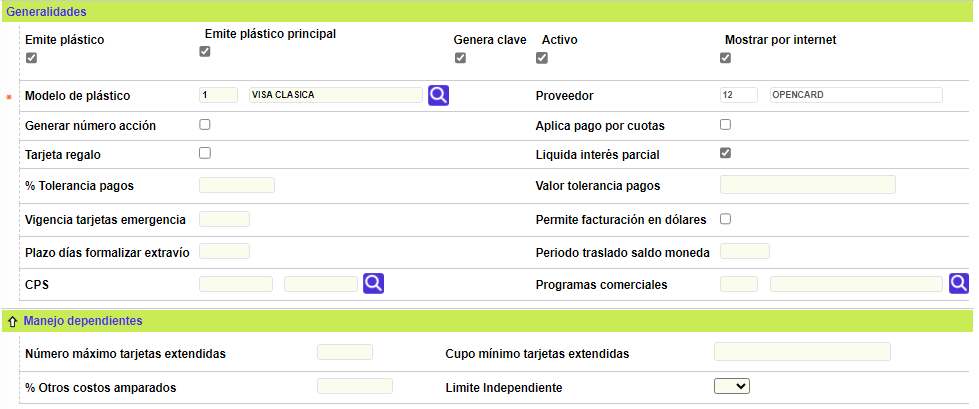 Generalidades
Emite plástico
Emite plástico principal
Genera clave
Activo
Mostrar por internet
* Modelo de plástico 1 VISA CLASICA Proveedor 12 OPENCARD
Generar número acción Aplica pago por cuotas
Tarjeta regalo Liquida interés parcial
% Tolerancia pagos Valor tolerancia pagos
Vigencia tarjetas emergencia Permite facturación en dólares
Plazo días formalizar extravío Periodo traslado saldo moneda
CPS Programas comerciales
Manejo dependientes
Número máximo tarjetas extendidas Cupo mínimo tarjetas extendidas
% Otros costos amparados Limite Independiente